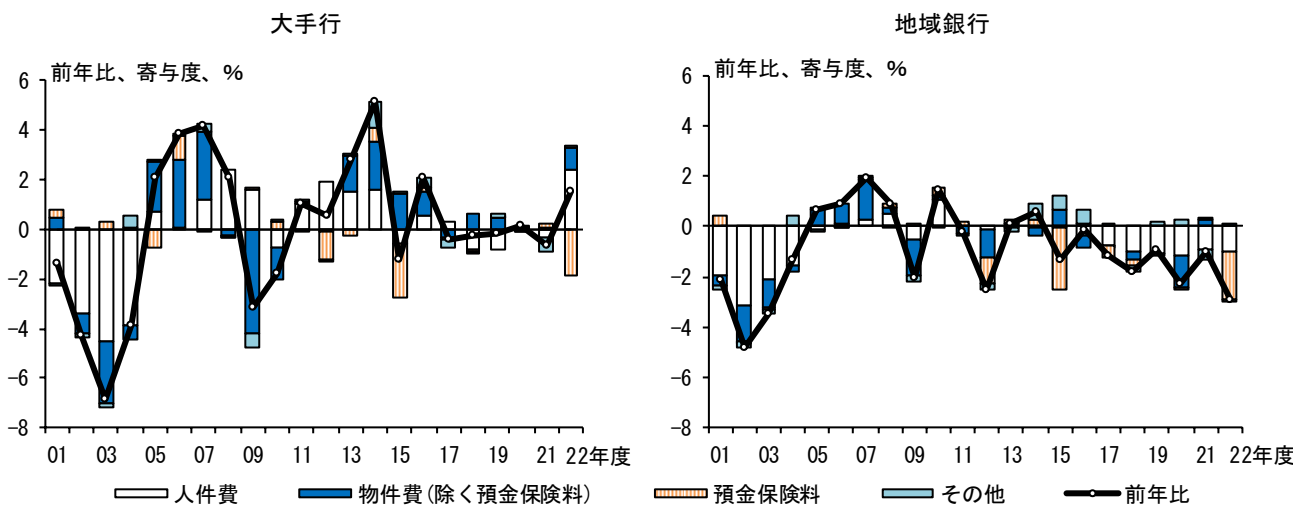 大手行
前年比、寄与度、%
6
4
2
0
-2
-4
-6
-8
01 03 05 07 09 11 13 15 17 19 21 22年度
地域銀行
前年比、寄与度、%
6
4
2
0
-2
-4
-6
-8
01 03 05 07 09 11 13 15 17 19 21 22年度
人件費 物件費(除く預金保険料) 預金保険料 その他 前年比